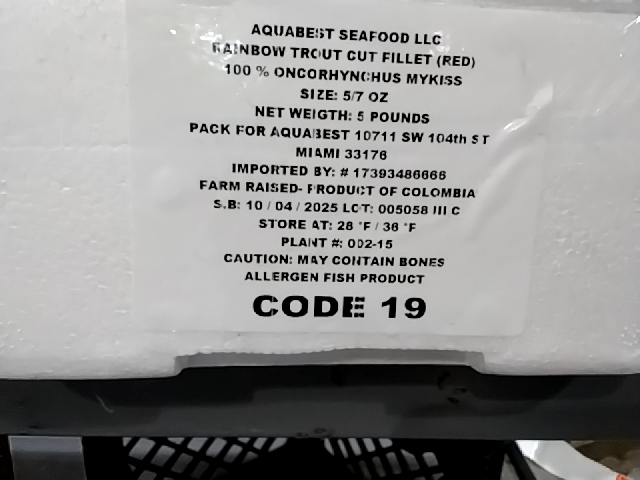 AQUABEST SEAFOOD LLC
RAINBOW TROUT CUT FILLET (RED)
100 % ONCORHYNCHUS MYKISS
SIZE: 5/7 OZ
NET WEIGTH: 5 POUNDS
PACK FOR AQUABEST 10711 SW 104th ST
MIAMI 33176
IMPORTED BY: # 17393486666
FARM RAISED- PRODUCT OF COLOMBIA
S.B: 10 / 04 / 2025 LOT: 005058 III C
STORE AT: 28 °F / 36 °F
PLANT #: 002-15
CAUTION: MAY CONTAIN BONES
ALLERGEN FISH PRODUCT
CODE 19